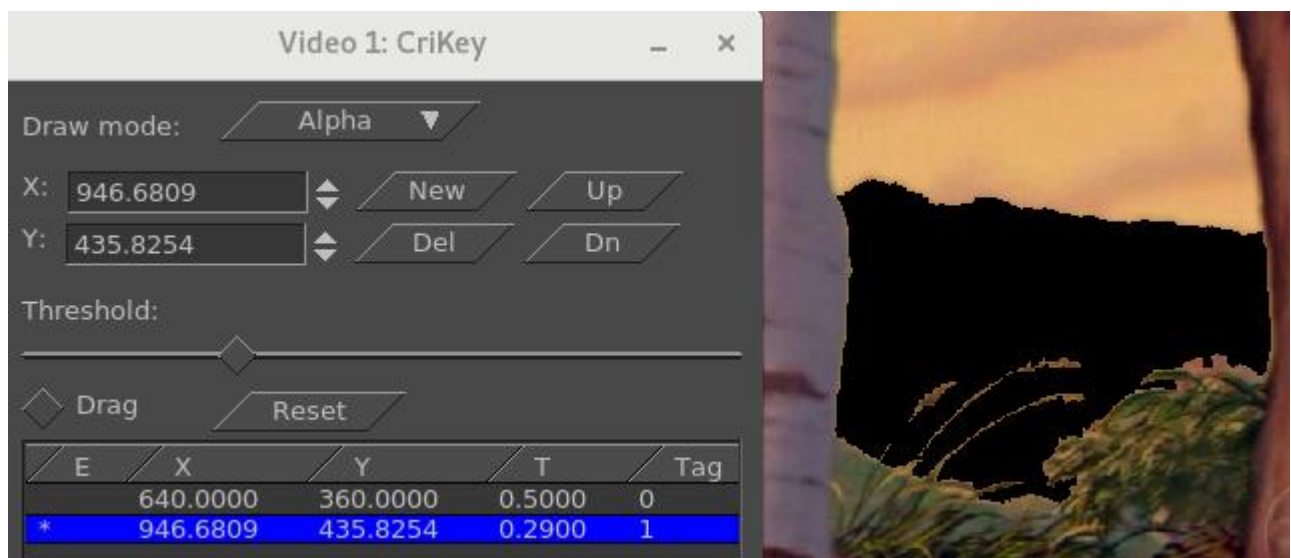 Video 1: CriKey
Draw mode: Alpha
X: 946.6809 New Up
Y: 435.8254 Del Dn
Threshold:
Drag Reset
E X Y T Tag
640.0000 360.0000 0.5000 0
* 946.6809 435.8254 0.2900 1